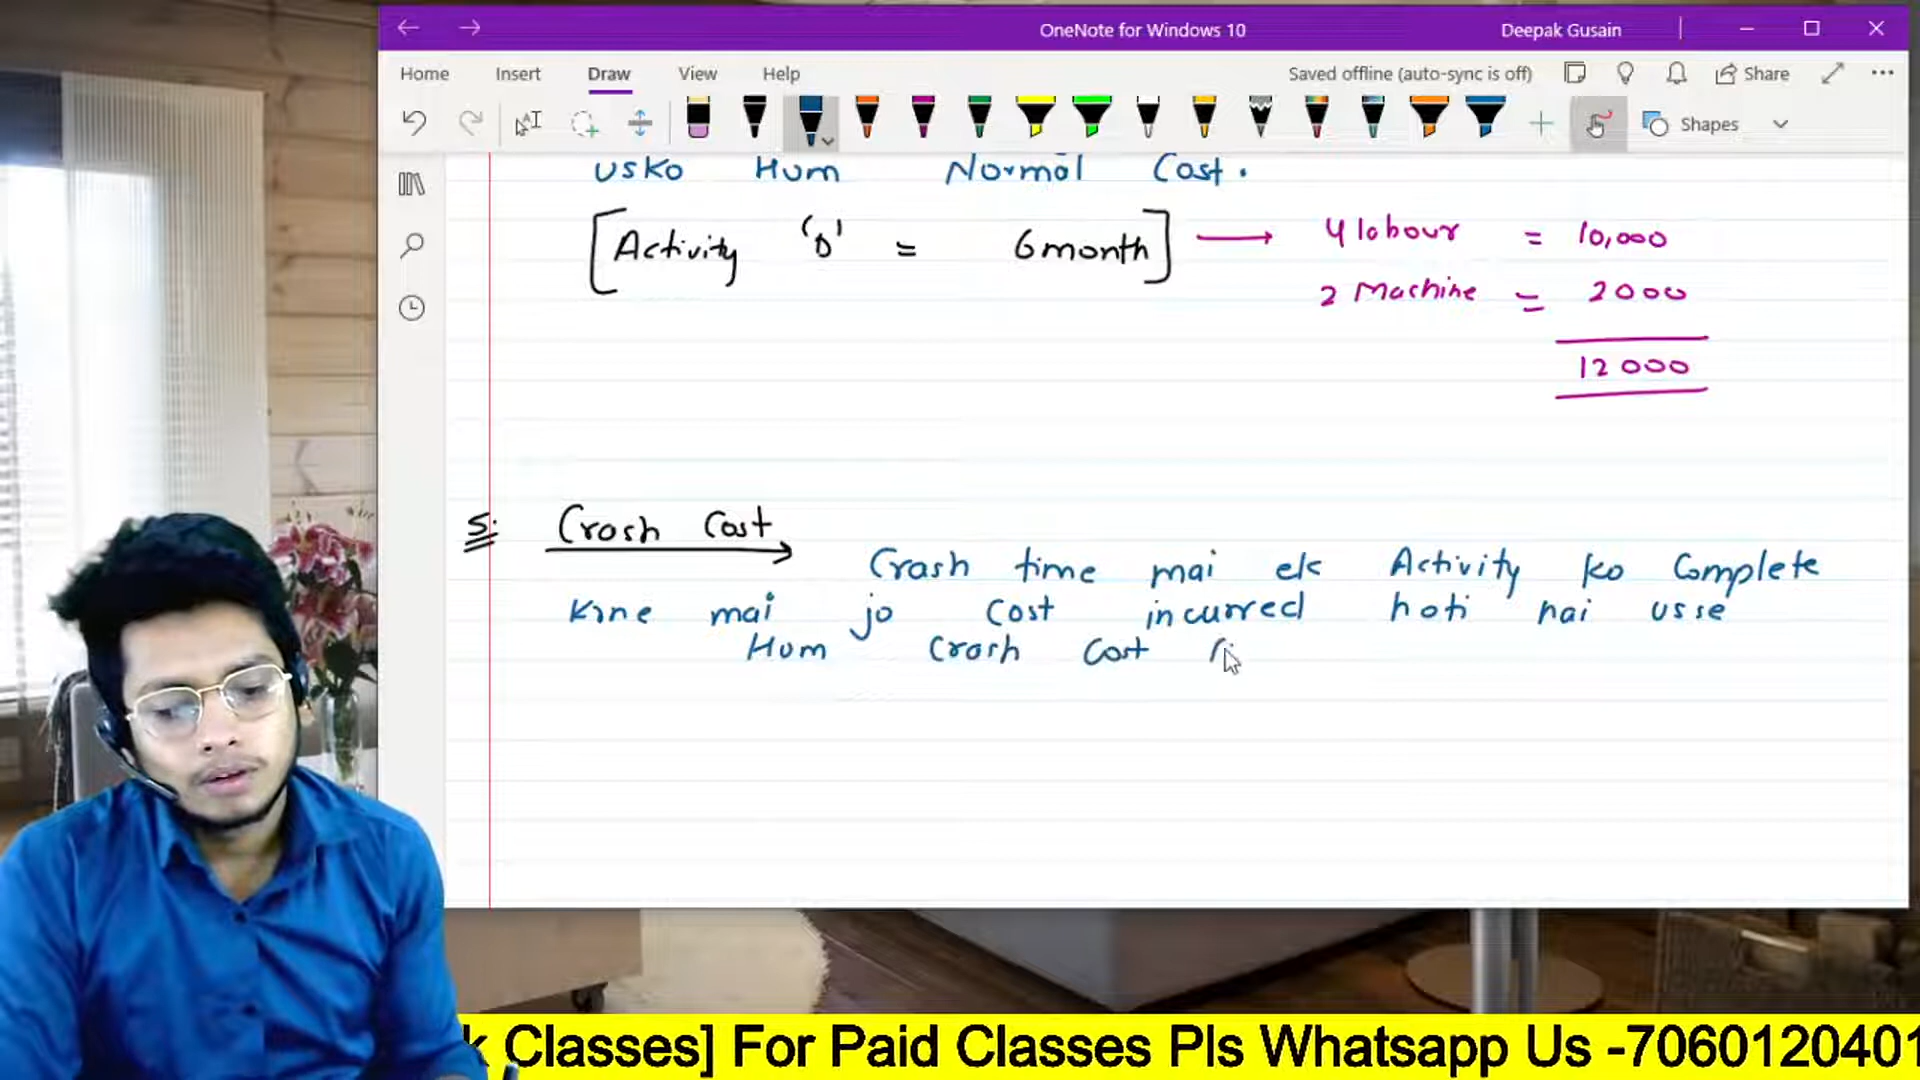 OneNote for Windows 10
Deepak Gusain
Home Insert Draw View Help
Saved offline (auto-sync is off)
Share
Shapes
usko Hum Normal Cost.
[Activity 'D' = 6 month] → 4 labour = 10,000
2 Machine = 2000
12000
5. Crash Cost
Crash time mai ek Activity ko Complete
Krne mai jo Cost incurred hoti hai usse
Hum Crash Cost
k Classes] For Paid Classes Pls Whatsapp Us -7060120401